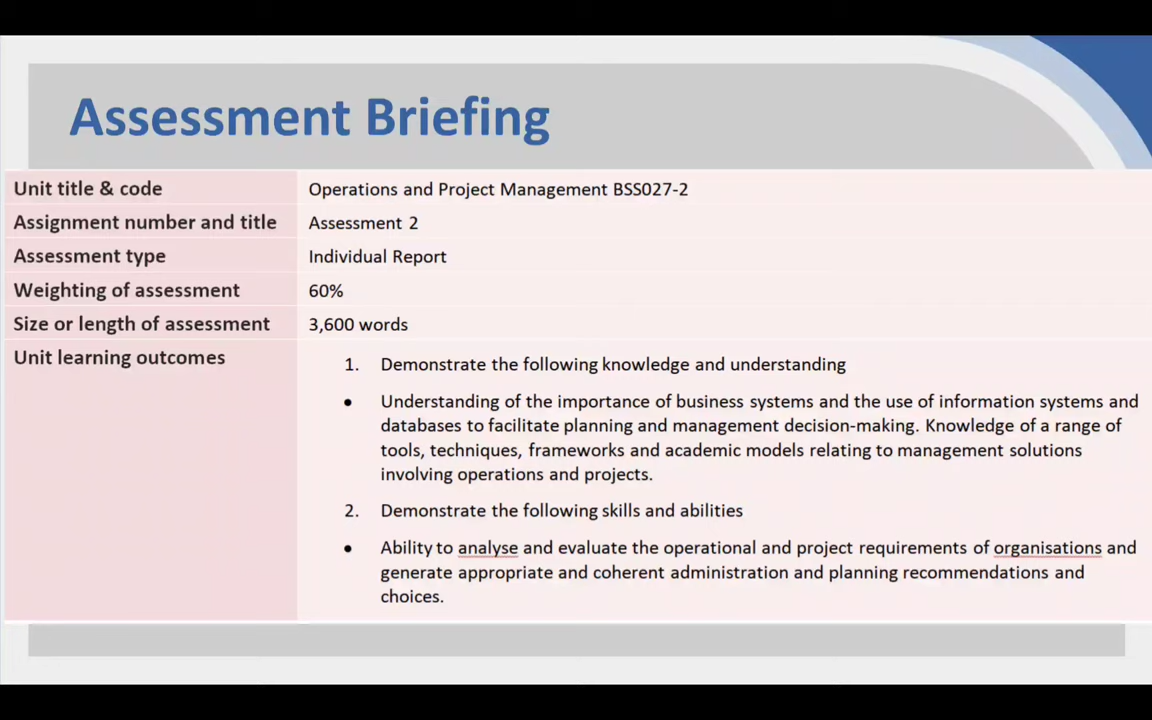 Assessment Briefing
Unit title & code
Operations and Project Management BSS027-2
Assignment number and title
Assessment 2
Assessment type
Individual Report
Weighting of assessment
60%
Size or length of assessment
3,600 words
Unit learning outcomes
1. Demonstrate the following knowledge and understanding
• Understanding of the importance of business systems and the use of information systems and
databases to facilitate planning and management decision-making. Knowledge of a range of
tools, techniques, frameworks and academic models relating to management solutions
involving operations and projects.
2. Demonstrate the following skills and abilities
• Ability to analyse and evaluate the operational and project requirements of organisations and
generate appropriate and coherent administration and planning recommendations and
choices.